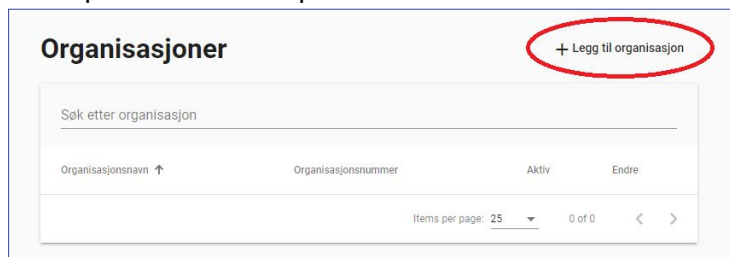 Organisasjoner
+ Legg til organisasjon
Søk etter organisasjon
Organisasjonsnavn ↑ Organisasjonsnummer Aktiv Endre
Items per page: 25 0 of 0